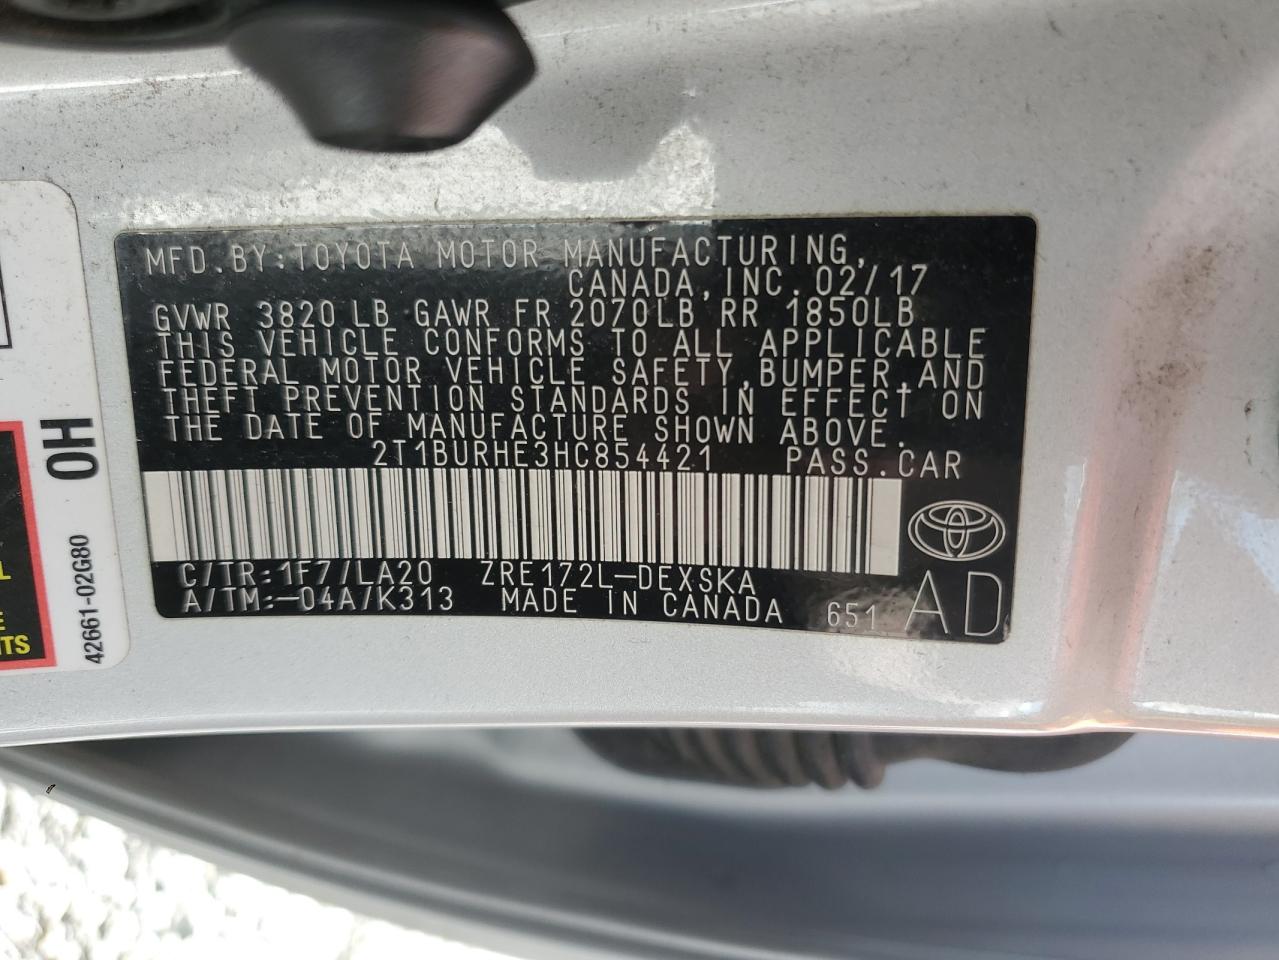 MFD.BY:TOYOTA MOTOR MANUFACTURING,
CANADA,INC.02/17
GVWR 3820 LB GAWR FR 2070LB RR 1850LB
THIS VEHICLE CONFORMS TO ALL APPLICABLE
FEDERAL MOTOR VEHICLE SAFETY,BUMPER,AND
THEFT PREVENTION STANDARDS IN EFFECT ON
THE DATE OF MANUFACTURE SHOWN ABOVE.
2T1BURHE3HC854421 PASS.CAR
C/TR:1F7/LA20 ZRE172L-DEXSKA
A/TM:-04A/K313 MADE IN CANADA 651 AD
OH
42661-02G80